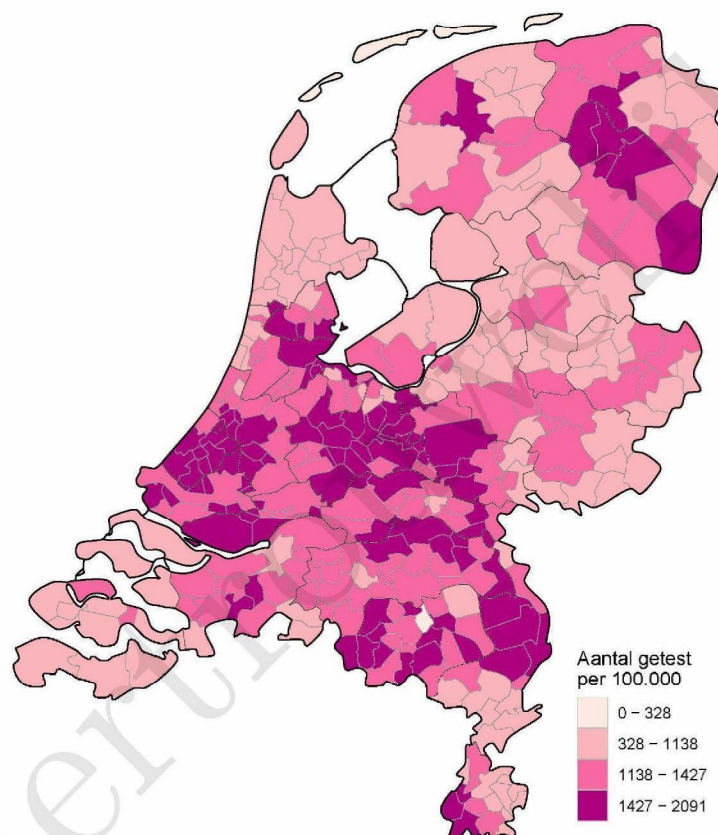 Aantal getest
per 100.000
0 – 328
328 – 1138
1138 – 1427
1427 – 2091